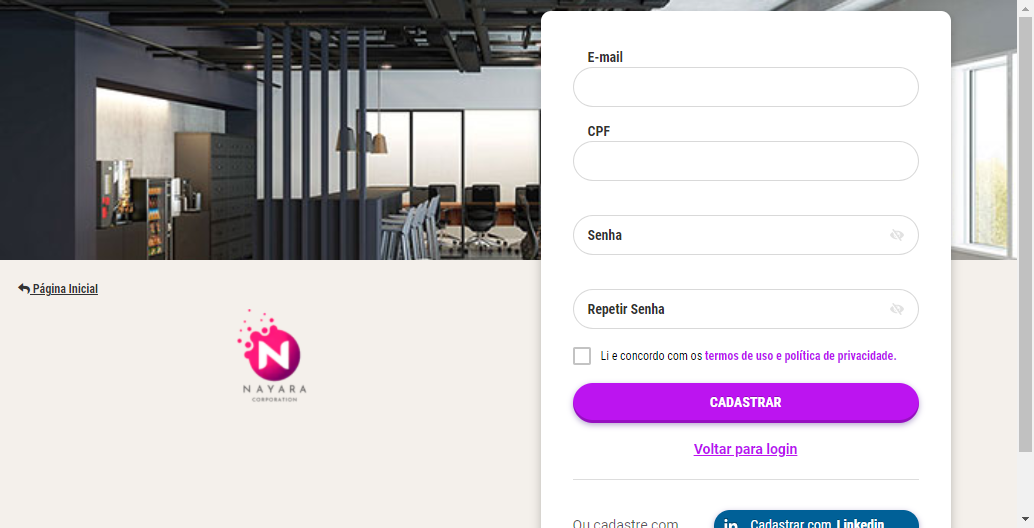 E-mail
CPF
Senha
Repetir Senha
Li e concordo com os termos de uso e política de privacidade.
CADASTRAR
Voltar para login
Ou cadastre com
in Cadastrar com Linkedin
Página Inicial
N
NAYARA
CORPORATION